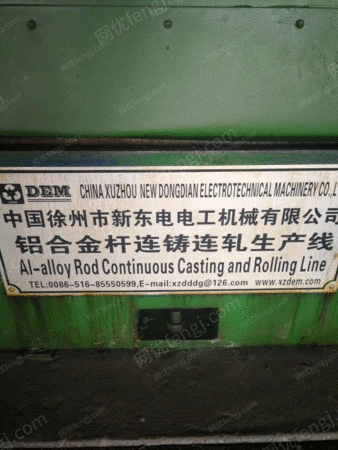 DEM CHINA XUZHOU NEW DONGDIAN ELECTROTECHNICAL MACHINERY CO.,L
中国徐州市新东电电工机械有限公司
铝合金杆连铸连轧生产线
Al-alloy Rod Continuous Casting and Rolling Line
TEL:0086-516-85550599,E-mail:xzdddg@126.com www.xzdem.com